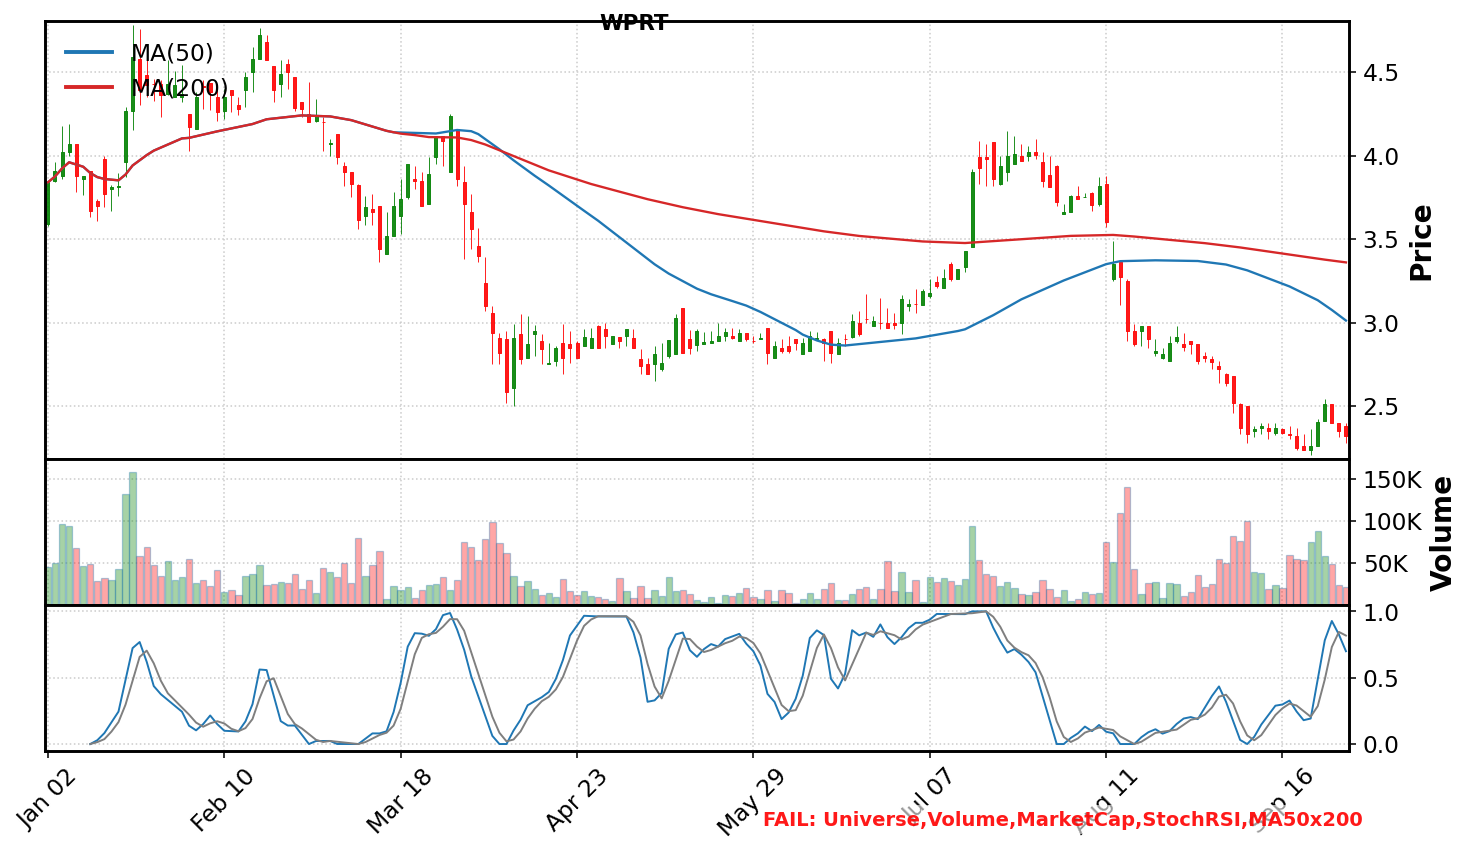 WPRT
MA(50)
MA(200)
4.5
4.0
3.5
3.0
2.5
Price
150K
100K
50K
Volume
1.0
0.5
0.0
Jan 02
Feb 10
Mar 18
Apr 23
May 29
Jul 07
Aug 11
Sep 16
FAIL: Universe,Volume,MarketCap,StochRSI,MA50x200